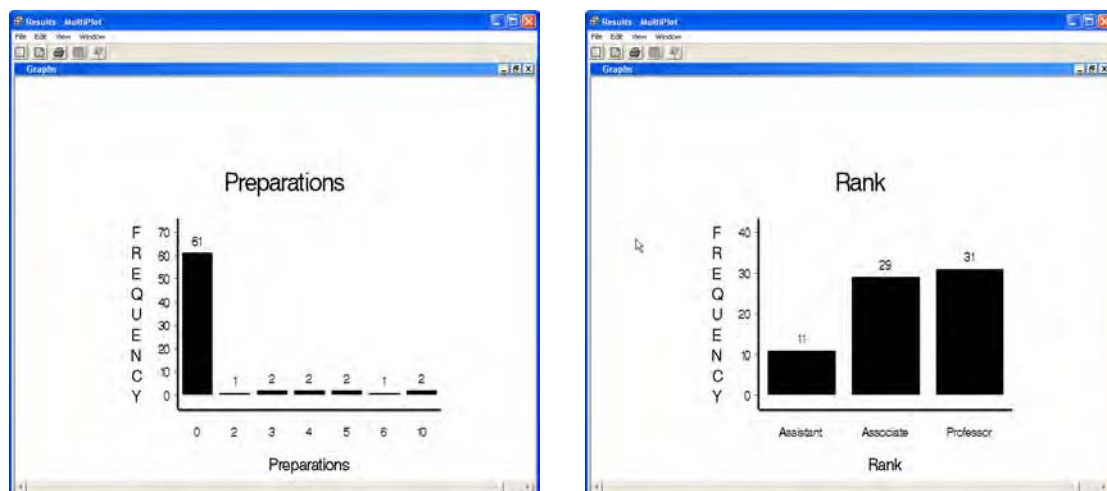 Results - MultiPlot
File Edit View Window
Graphs
Preparations
FREQUENCY
70
60
50
40
30
20
10
0
61
1
2
2
2
1
2
0 2 3 4 5 6 10
Preparations
Results - MultiPlot
File Edit View Window
Graphs
Rank
FREQUENCY
40
30
20
10
0
11
29
31
Assistant Associate Professor
Rank